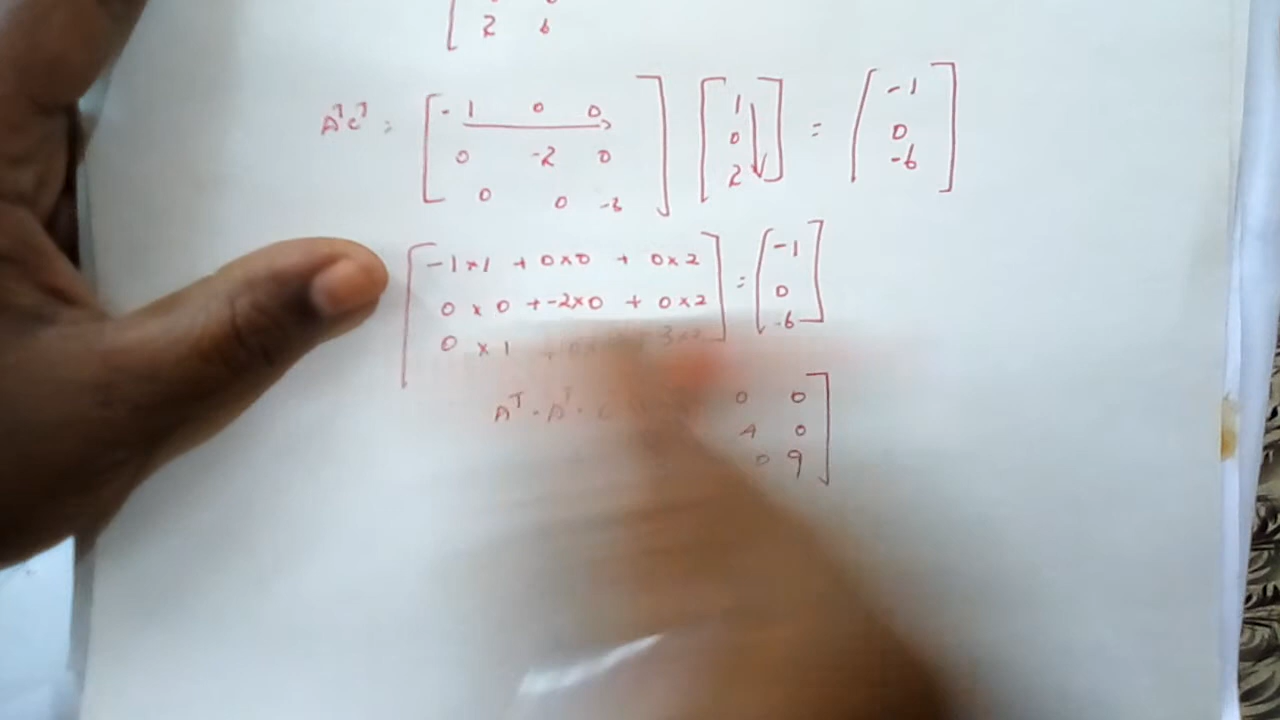 2 6
AᵀCᵀ = [ -1 0 0 ] [ 1 ] = [ -1 ]
0 -2 0 0 0
0 0 -3 2 -6
-1×1 + 0×0 + 0×2 = -1
0 × 0 + -2×0 + 0×2 0
0 × 1 -6
Aᵀ · Aᵀ · 0 0
4 0
0 9